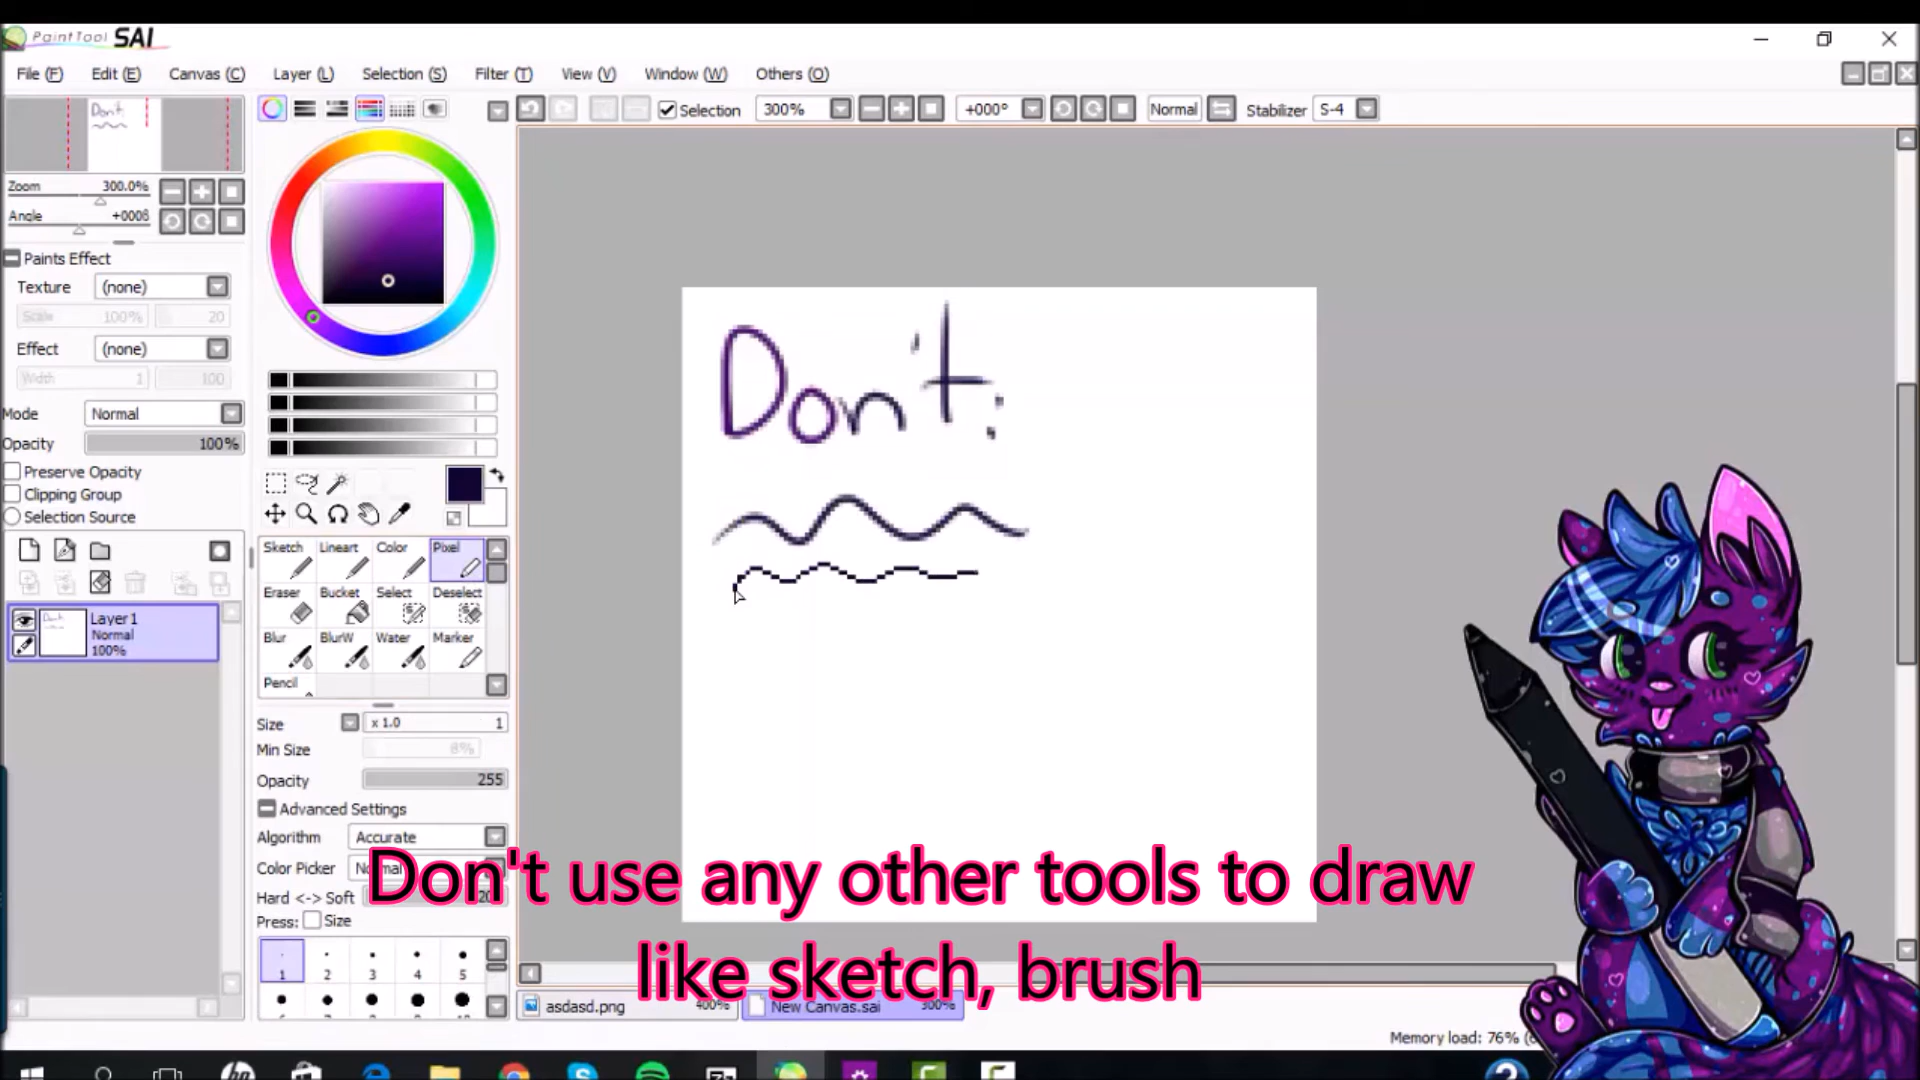 PaintTool SAI
File (F) Edit (E) Canvas (C) Layer (L) Selection (S) Filter (T) View (V) Window (W) Others (O)
Selection 300% +000° Normal Stabilizer S-4
Don't:
Zoom 300.0%
Angle +000°
Paints Effect
Texture (none)
Scale 100% 20
Effect (none)
Width 1 100
Mode Normal
Opacity 100%
Preserve Opacity
Clipping Group
Selection Source
Layer1
Normal
100%
Sketch Lineart Color Pixel
Eraser Bucket Select Deselect
Blur BlurW Water Marker
Pencil
Size x 1.0 1
Min Size 8%
Opacity 255
Advanced Settings
Algorithm Accurate
Color Picker Normal
Hard <-> Soft
Press: Size
1 2 3 4 5
Don't use any other tools to draw
like sketch, brush
asdasd.png 400% New Canvas.sai 300%
Memory load: 76%
hp